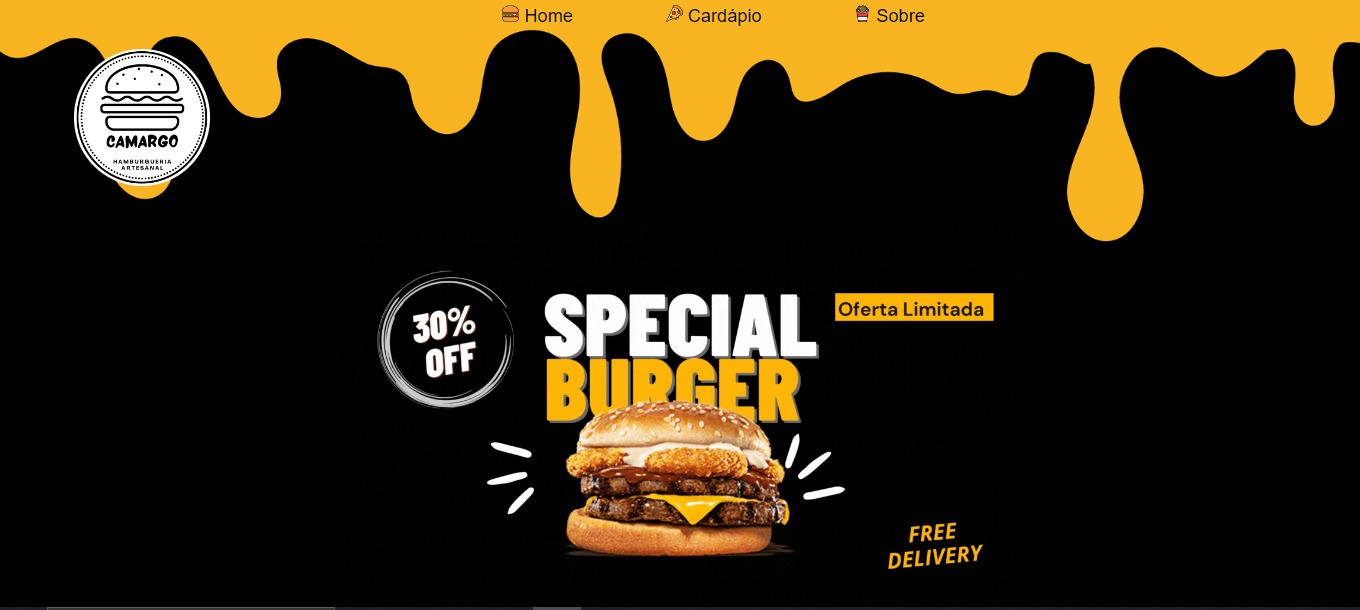 Home
Cardápio
Sobre
CAMARGO
HAMBURGUERIA
ARTESANAL
30%
OFF
SPECIAL
BURGER
Oferta Limitada
FREE
DELIVERY